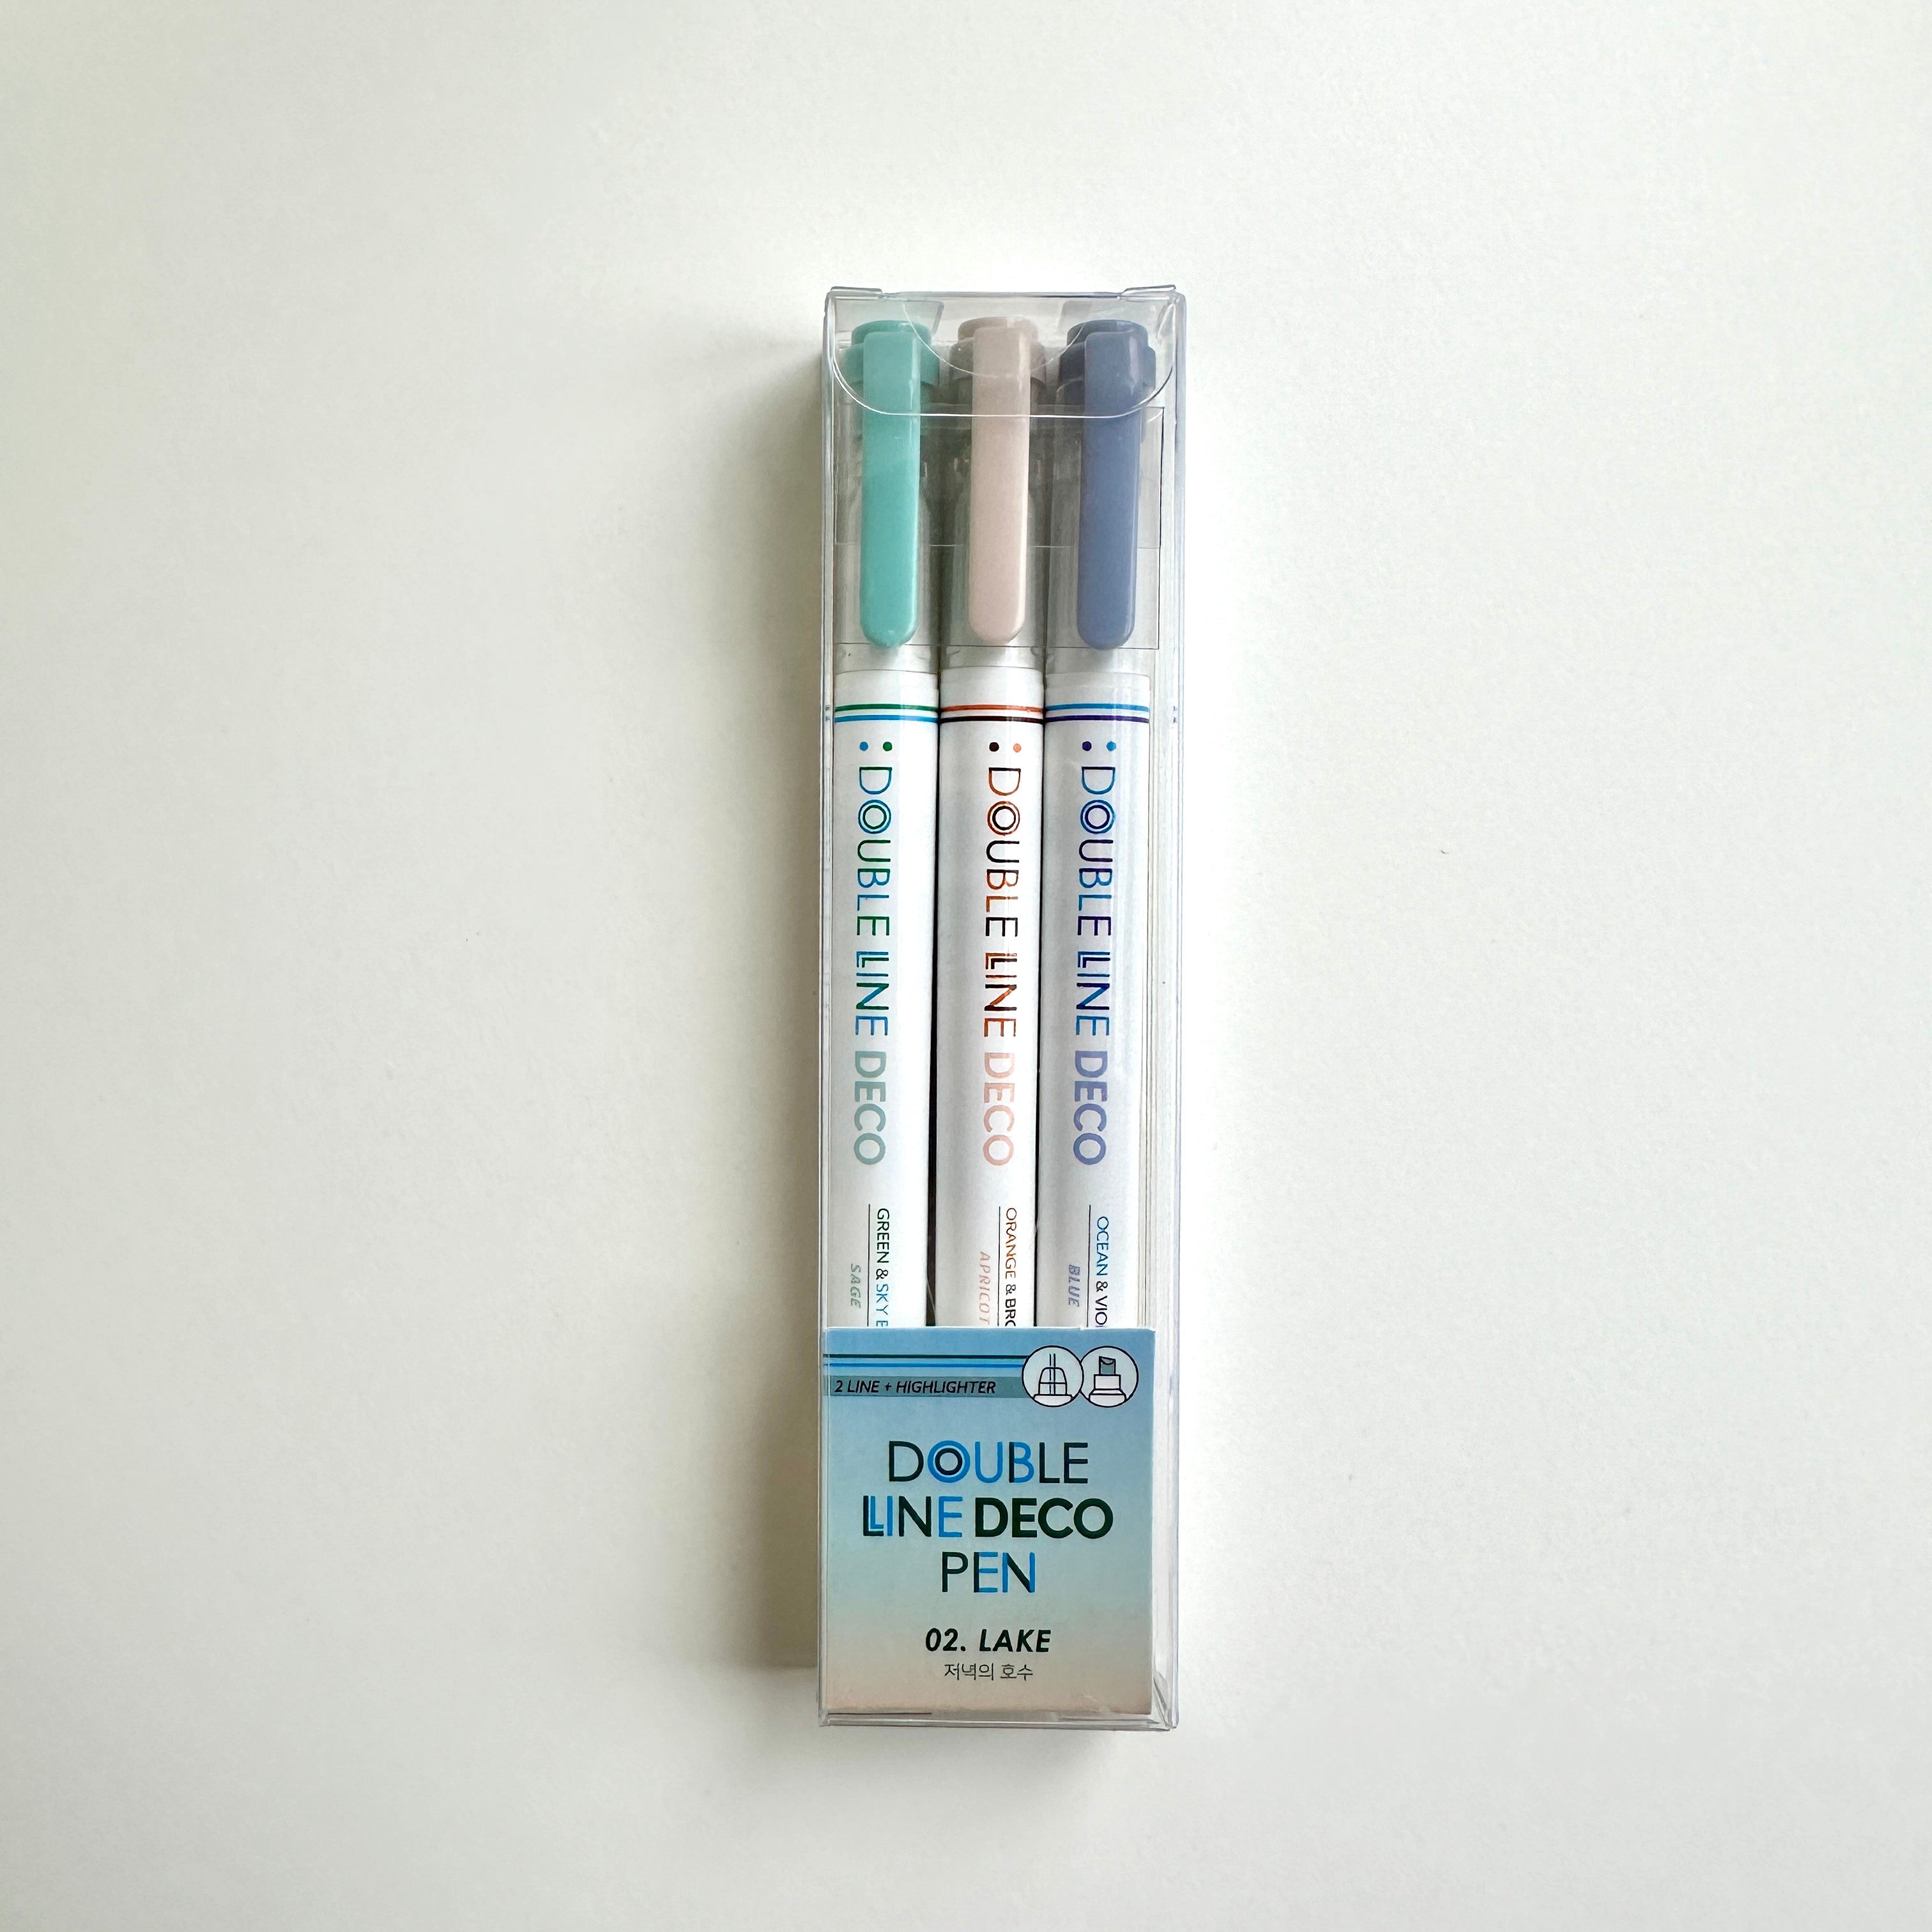 : DOUBLE LINE DECO
GREEN & SKY B
SAGE
: DOUBLE LINE DECO
ORANGE & BRO
APRICOT
: DOUBLE LINE DECO
OCEAN & VIO
BLUE
2 LINE + HIGHLIGHTER
DOUBLE
LINE DECO
PEN
02. LAKE
저녁의 호수